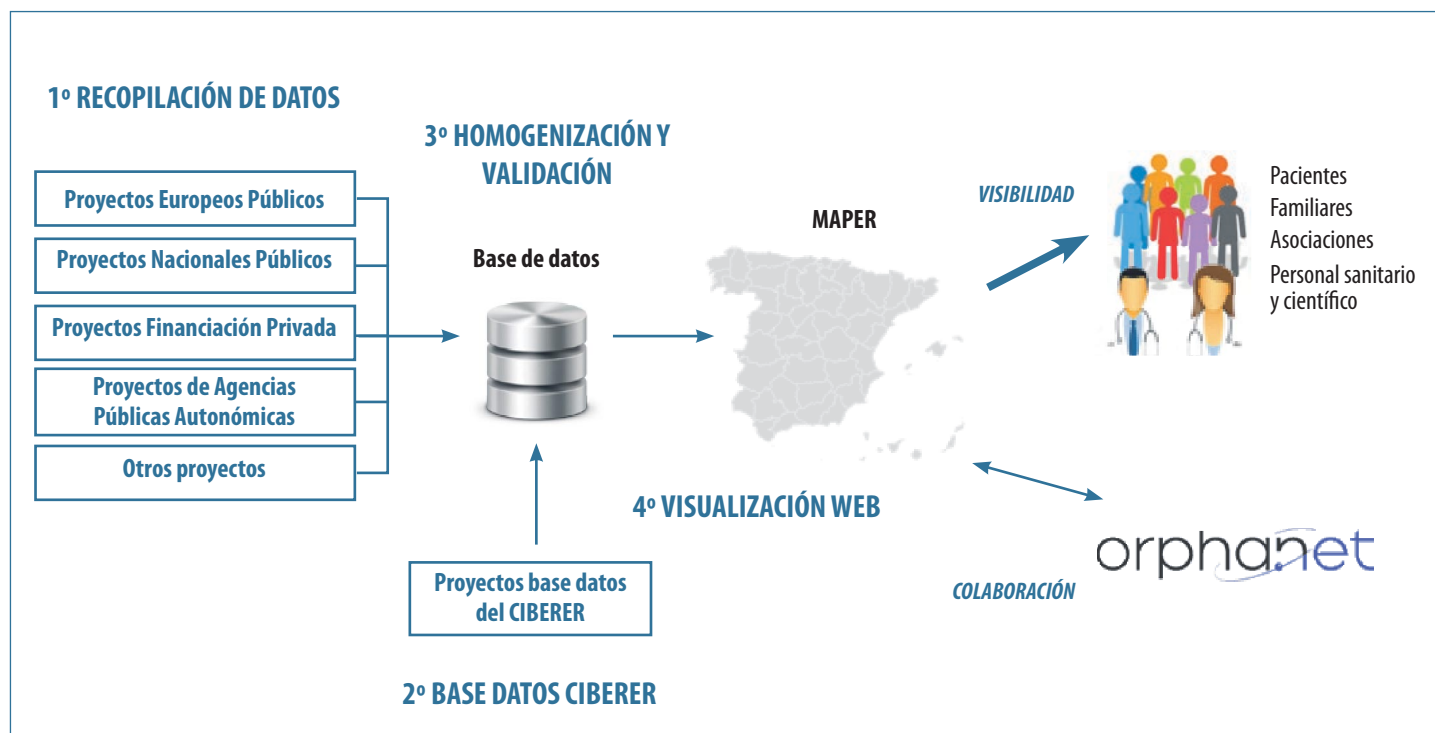 1º RECOPILACIÓN DE DATOS
Proyectos Europeos Públicos
Proyectos Nacionales Públicos
Proyectos Financiación Privada
Proyectos de Agencias
Públicas Autonómicas
Otros proyectos
3º HOMOGENIZACIÓN Y
VALIDACIÓN
Base de datos
Proyectos base datos
del CIBERER
2º BASE DATOS CIBERER
MAPER
4º VISUALIZACIÓN WEB
VISIBILIDAD
Pacientes
Familiares
Asociaciones
Personal sanitario
y científico
COLABORACIÓN
orphanet